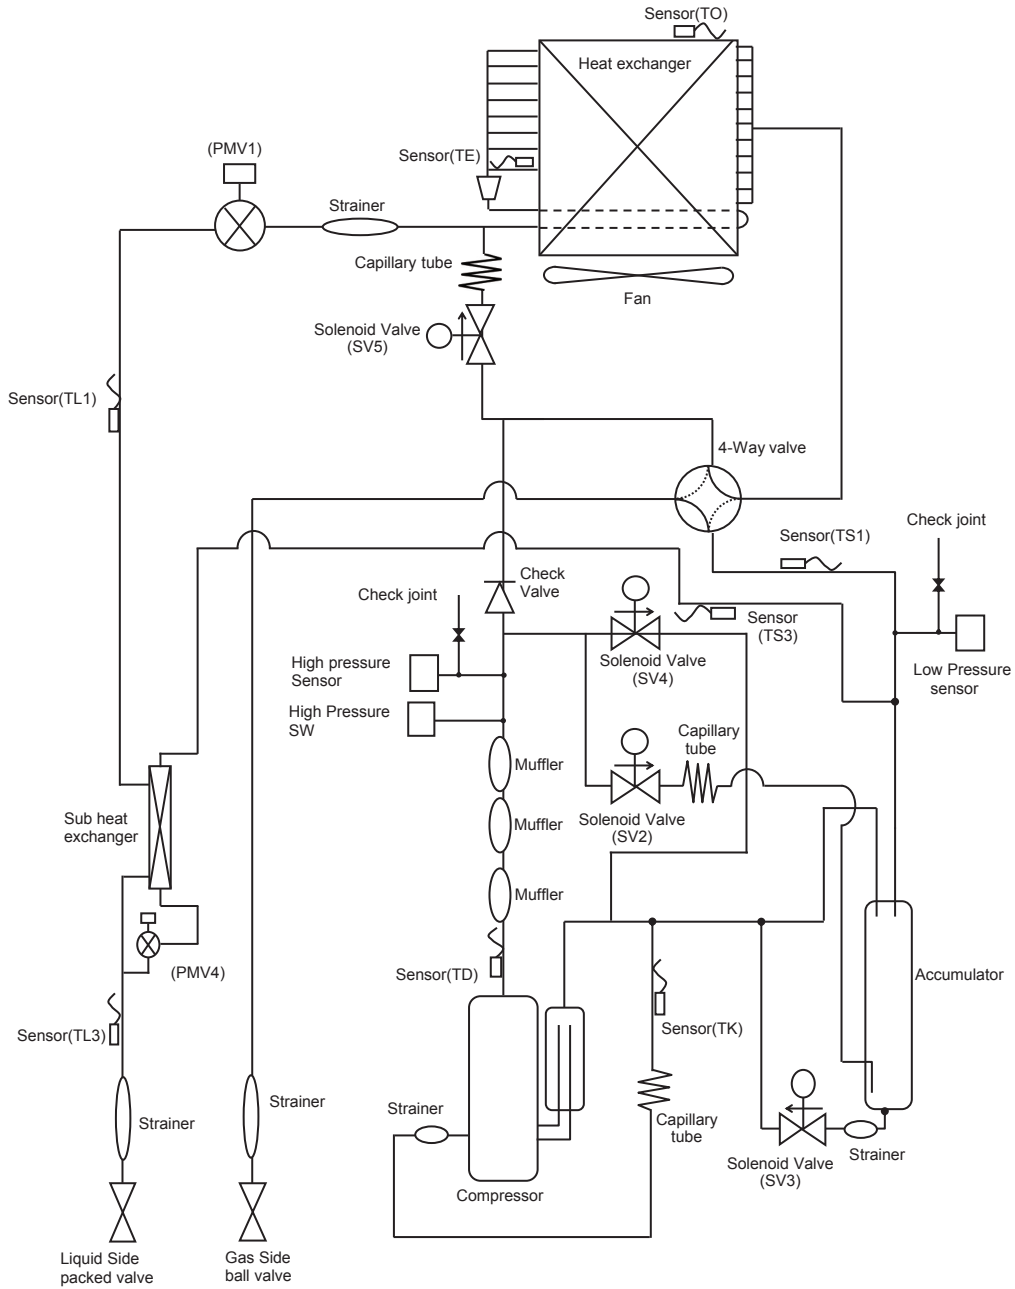 Sensor(TO)
Heat exchanger
(PMV1)
Sensor(TE)
Strainer
Capillary tube
Fan
Solenoid Valve
(SV5)
Sensor(TL1)
4-Way valve
Check joint
Sensor(TS1)
Check
Valve
Check joint
Sensor
(TS3)
Solenoid Valve
(SV4)
High pressure
Sensor
Low Pressure
sensor
High Pressure
SW
Capillary
tube
Muffler
Sub heat
exchanger
Solenoid Valve
(SV2)
Muffler
Muffler
(PMV4)
Sensor(TD)
Accumulator
Sensor(TL3)
Sensor(TK)
Strainer
Strainer
Strainer
Capillary
tube
Strainer
Solenoid Valve
(SV3)
Compressor
Liquid Side
packed valve
Gas Side
ball valve